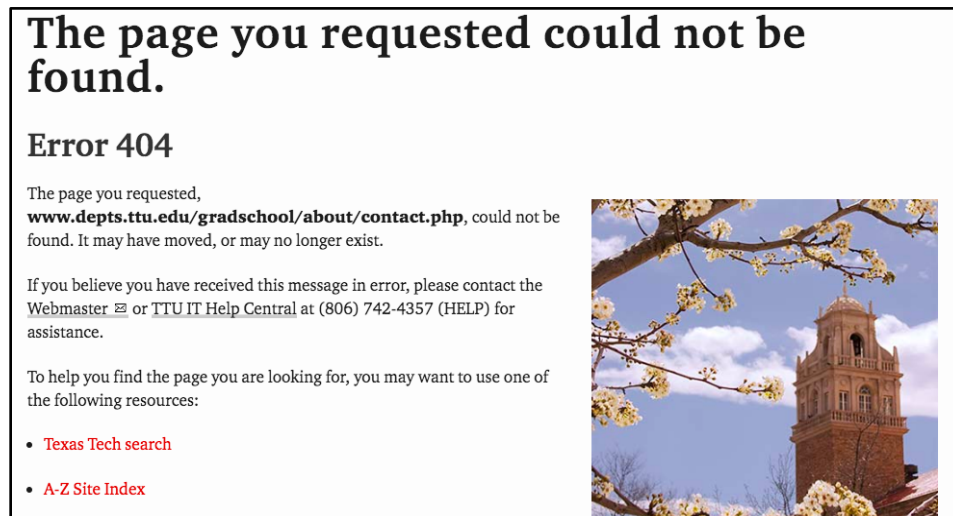 The page you requested could not be
found.
Error 404
The page you requested,
www.depts.ttu.edu/gradschool/about/contact.php, could not be
found. It may have moved, or may no longer exist.
If you believe you have received this message in error, please contact the
Webmaster ✉ or TTU IT Help Central at (806) 742-4357 (HELP) for
assistance.
To help you find the page you are looking for, you may want to use one of
the following resources:
• Texas Tech search
• A-Z Site Index